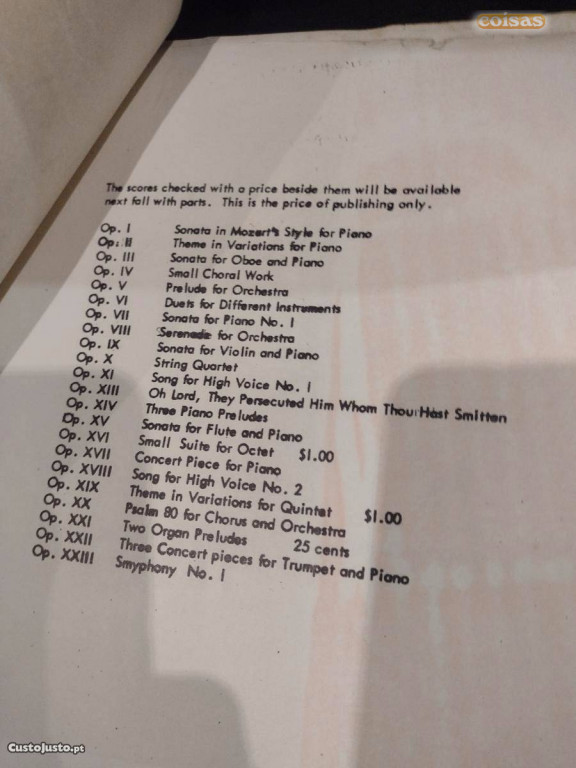 coisas
The scores checked with a price beside them will be available
next fall with parts. This is the price of publishing only.
Op. I Sonata in Mozart's Style for Piano
Op. II Theme in Variations for Piano
Op. III Sonata for Oboe and Piano
Op. IV Small Choral Work
Op. V Prelude for Orchestra
Op. VI Duets for Different Instruments
Op. VII Sonata for Piano No. I
Op. VIII Serenade for Orchestra
Op. IX Sonata for Violin and Piano
Op. X String Quartet
Op. XI Song for High Voice No. I
Op. XIII Oh Lord, They Persecuted Him Whom Thou Hast Smitten
Op. XIV Three Piano Preludes
Op. XV Sonata for Flute and Piano
Op. XVI Small Suite for Octet $1.00
Op. XVII Concert Piece for Piano
Op. XVIII Song for High Voice No. 2
Op. XIX Theme in Variations for Quintet $1.00
Op. XX Psalm 80 for Chorus and Orchestra
Op. XXI Two Organ Preludes 25 cents
Op. XXII Three Concert pieces for Trumpet and Piano
Op. XXIII Smyphony No. I
CustoJusto.pt